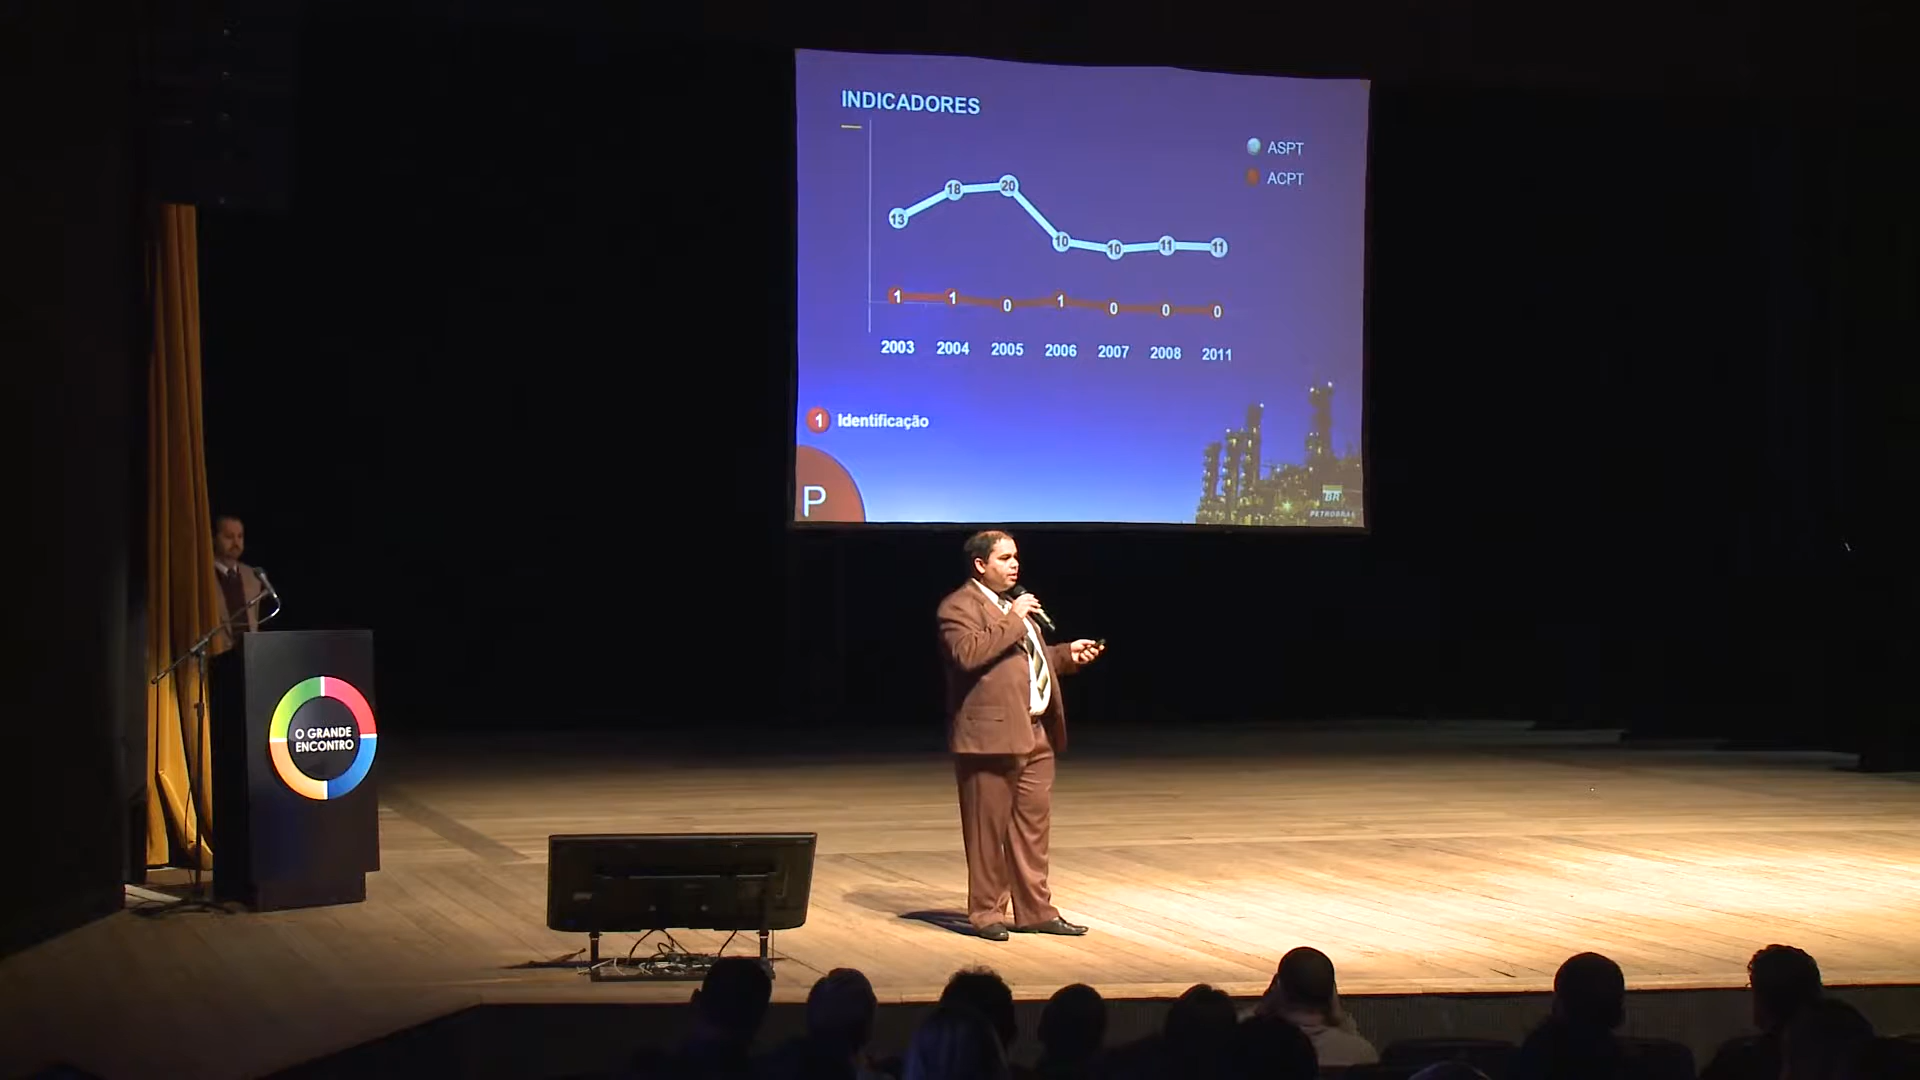 INDICADORES
ASPT
ACPT
13 18 20 10 10 11 11
1 1 0 1 0 0 0
2003 2004 2005 2006 2007 2008 2011
1 Identificação
P
BR
PETROBRAS
O GRANDE
ENCONTRO